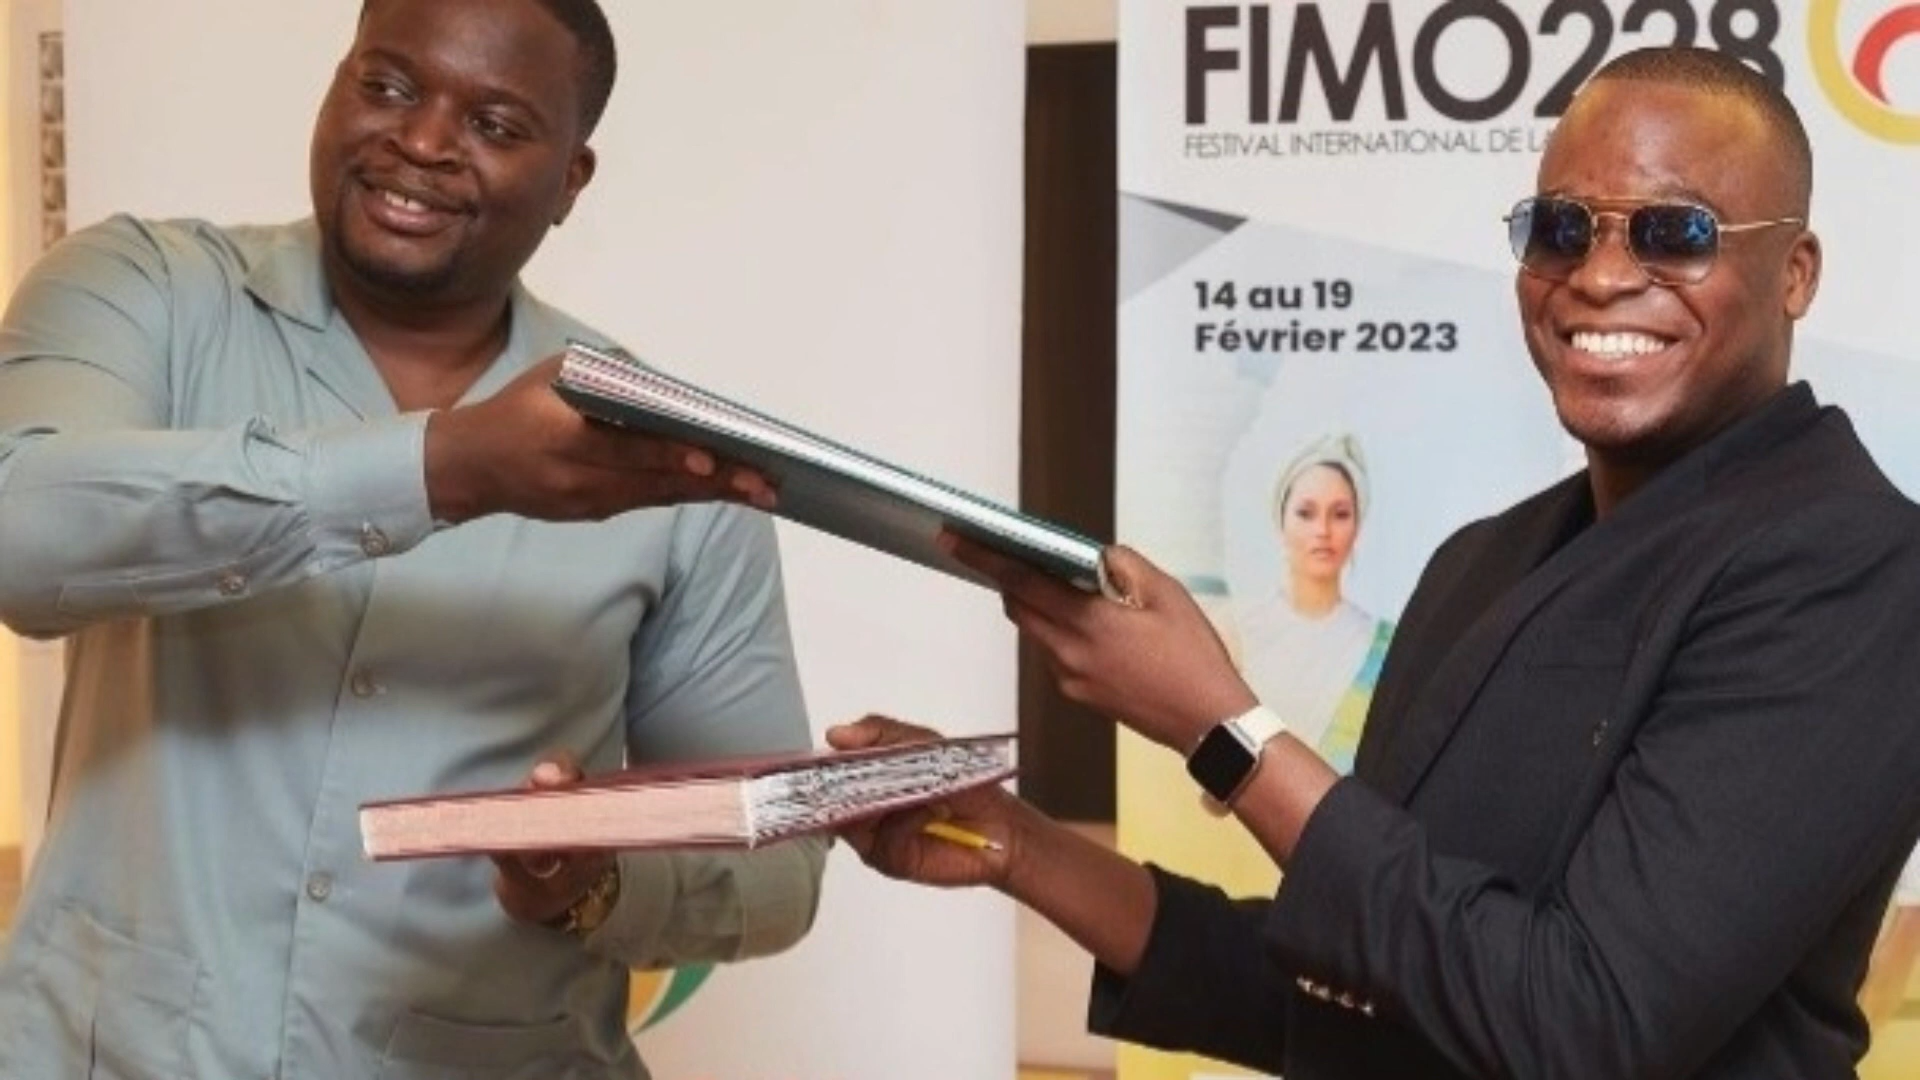 FIMO228
FESTIVAL INTERNATIONAL DE LA
14 au 19
Février 2023